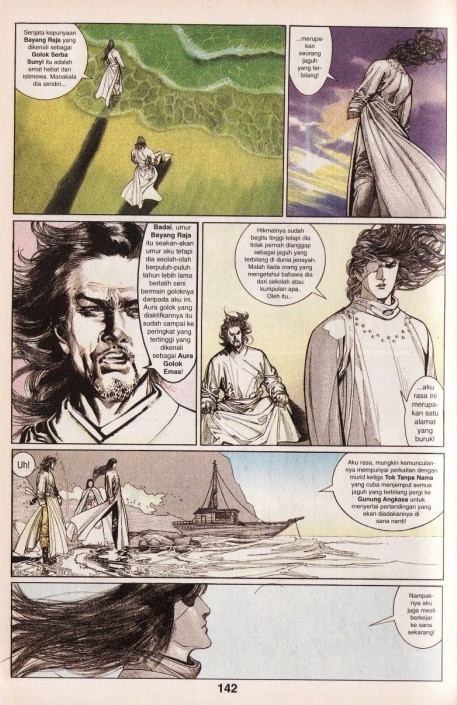 Senjata kepunyaan
Bayang Raja yang
dikenali sebagai
Golok Serba
Sunyi itu adalah
amat hebat dan
istimewa. Manakala
dia sendiri...
...merupa-
kan
seorang
jaguh
yang ter-
bilang!
Badai, umur
Bayang Raja
itu seakan-akan
umur aku tetapi
dia seolah-olah
berpuluh-puluh
tahun lebih lama
berlatih seni
bermain goloknya
daripada aku ini.
Aura golok yang
diaktifkannya itu
sudah sampai ke
peringkat yang
tertinggi yang
dikenali
sebagai Aura
Golok
Emas!
Hikmatnya sudah
begitu tinggi tetapi dia
tidak pernah dianggap
sebagai jaguh yang
terbilang di dunia jenayah.
Malah tiada orang yang
mengetahui bahawa dia
dari sekolah atau
kumpulan apa.
Oleh itu...
...aku
rasa ini
merupa-
kan satu
alamat
yang
buruk!
Uh!
Aku rasa, mungkin kemunculan-
nya mempunyai perkaitan dengan
murid ketiga Tok Tanpa Nama
yang cuba menjemput semua
jaguh yang terbilang pergi ke
Gunung Angkasa untuk
menyertai pertandingan yang
akan diadakannya di
sana nanti!
Nampak-
nya aku
juga mesti
berkejar
ke sana
sekarang!
142